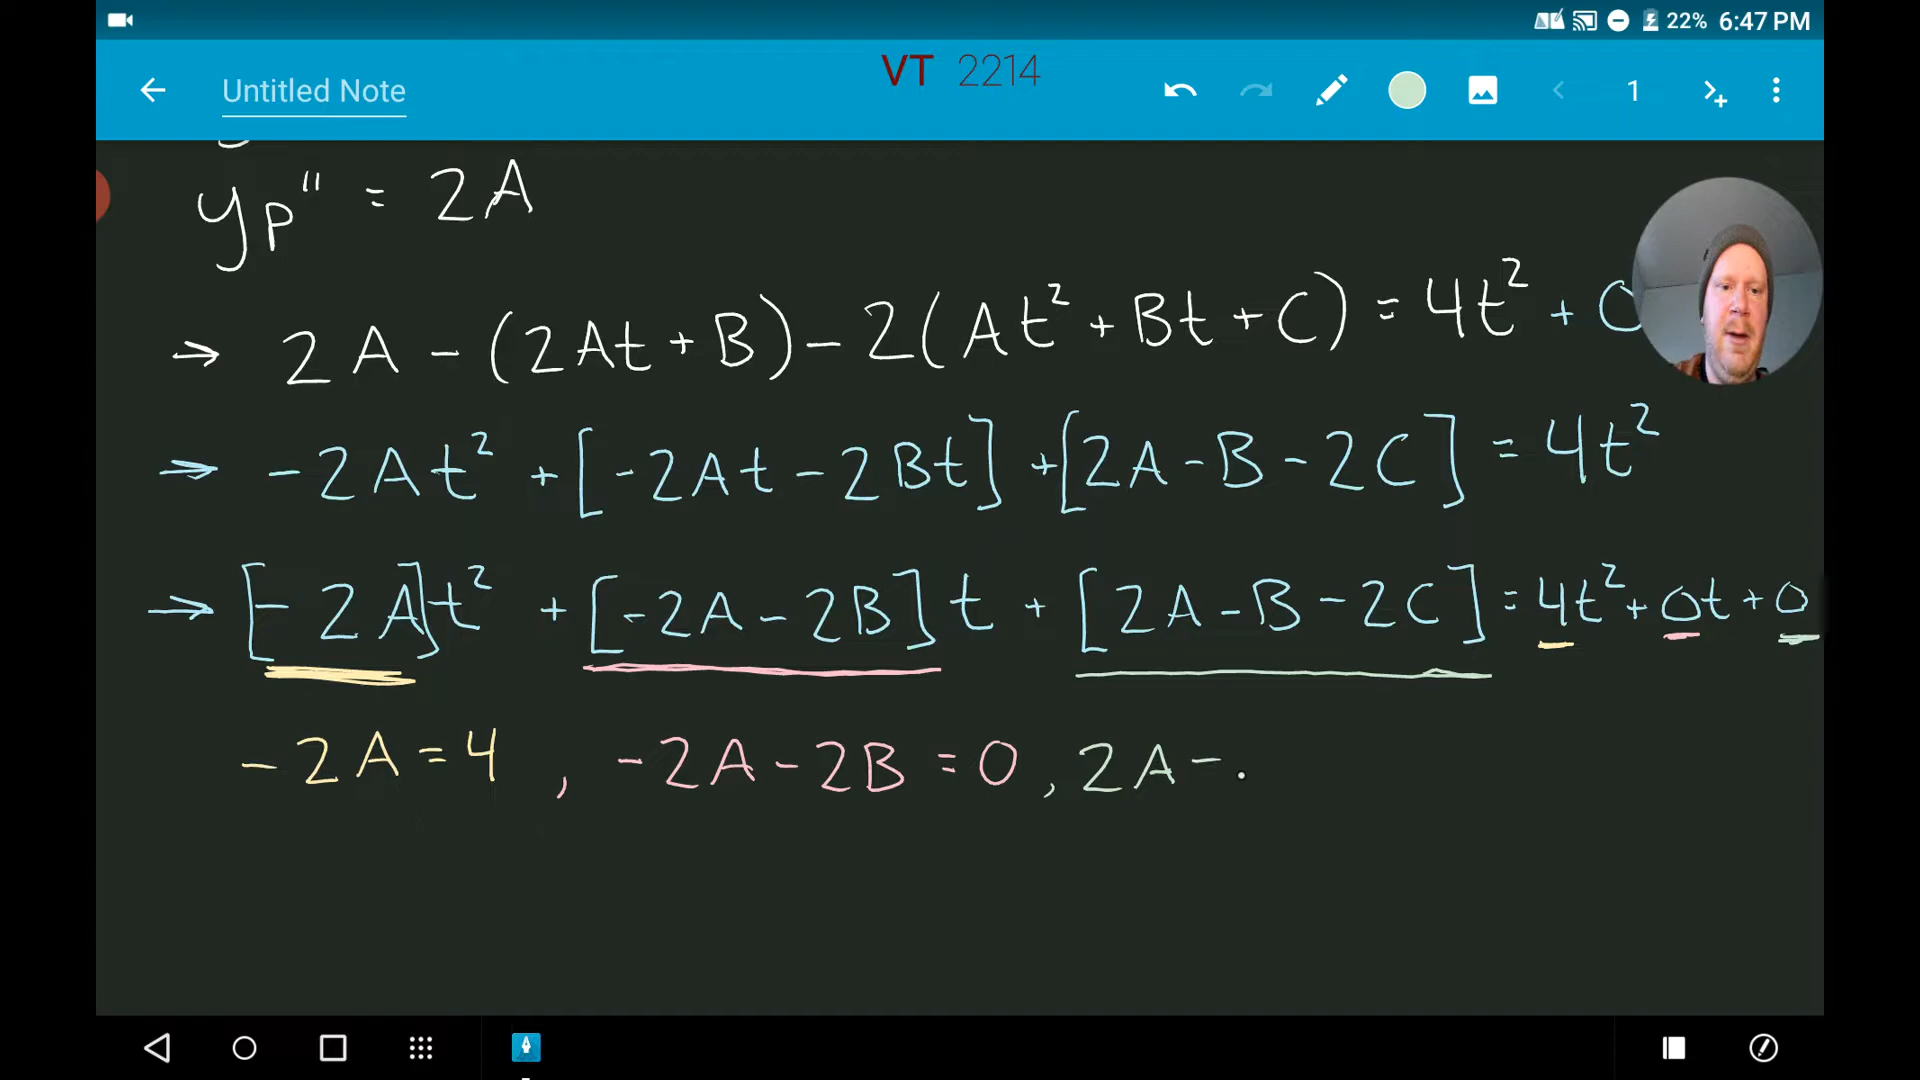 22% 6:47 PM
VT 2214
Untitled Note
1
yₚ" = 2A
→ 2A - (2At + B) - 2(At² + Bt + C) = 4t² + 0
→ -2At² + [-2At - 2Bt] + [2A - B - 2C] = 4t²
→ [-2A]t² + [-2A - 2B]t + [2A - B - 2C] = 4t² + 0t + 0
-2A = 4 , -2A - 2B = 0 , 2A -